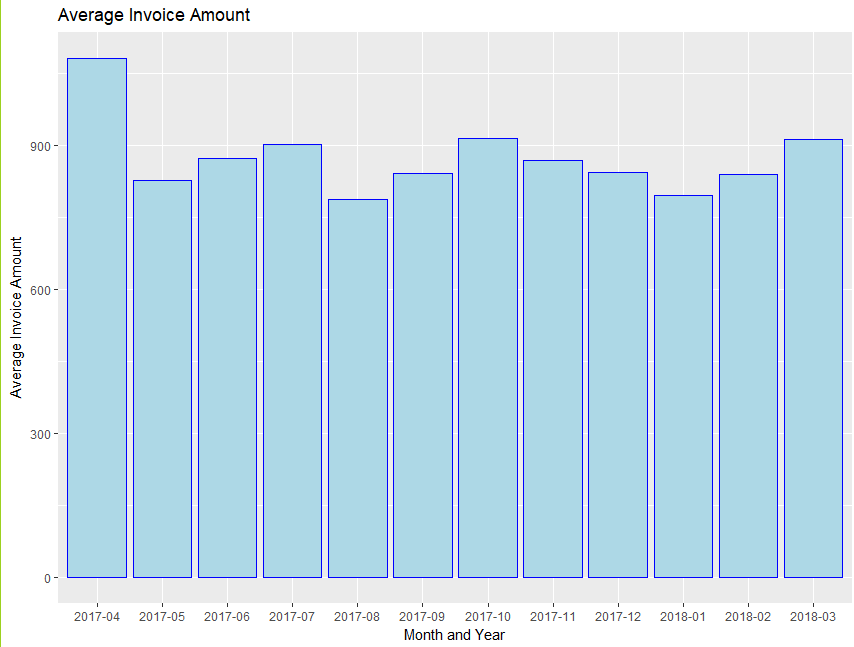 Average Invoice Amount
Average Invoice Amount
900
600
300
0
2017-04 2017-05 2017-06 2017-07 2017-08 2017-09 2017-10 2017-11 2017-12 2018-01 2018-02 2018-03
Month and Year